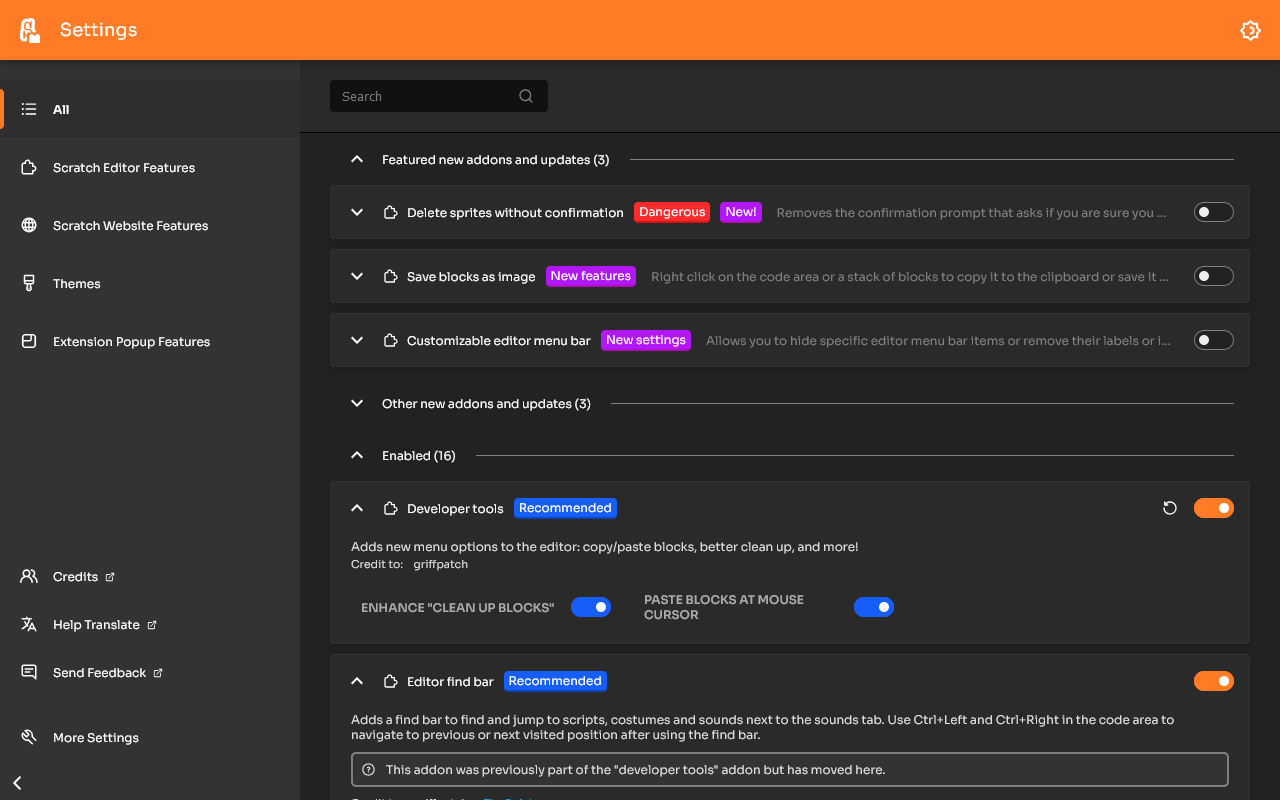 Settings
All
Scratch Editor Features
Scratch Website Features
Themes
Extension Popup Features
Credits
Help Translate
Send Feedback
More Settings
Search
Featured new addons and updates (3)
Delete sprites without confirmation Dangerous New! Removes the confirmation prompt that asks if you are sure you ...
Save blocks as image New features Right click on the code area or a stack of blocks to copy it to the clipboard or save it ...
Customizable editor menu bar New settings Allows you to hide specific editor menu bar items or remove their labels or i...
Other new addons and updates (3)
Enabled (16)
Developer tools Recommended
Adds new menu options to the editor: copy/paste blocks, better clean up, and more!
Credit to: griffpatch
ENHANCE "CLEAN UP BLOCKS"
PASTE BLOCKS AT MOUSE
CURSOR
Editor find bar Recommended
Adds a find bar to find and jump to scripts, costumes and sounds next to the sounds tab. Use Ctrl+Left and Ctrl+Right in the code area to
navigate to previous or next visited position after using the find bar.
This addon was previously part of the "developer tools" addon but has moved here.